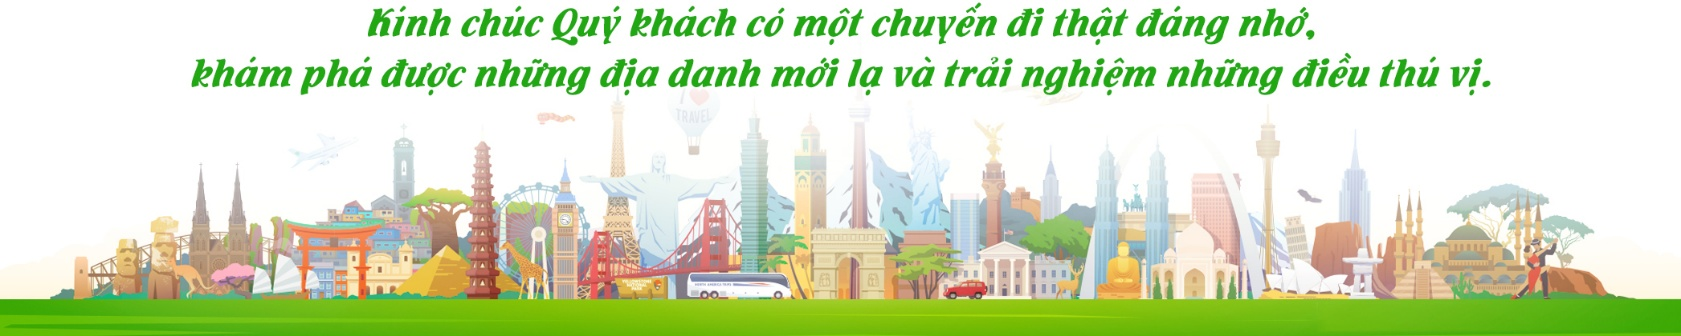 Kính chúc Quý khách có một chuyến đi thật đáng nhớ,
khám phá được những địa danh mới lạ và trải nghiệm những điều thú vị.
I
TRAVEL